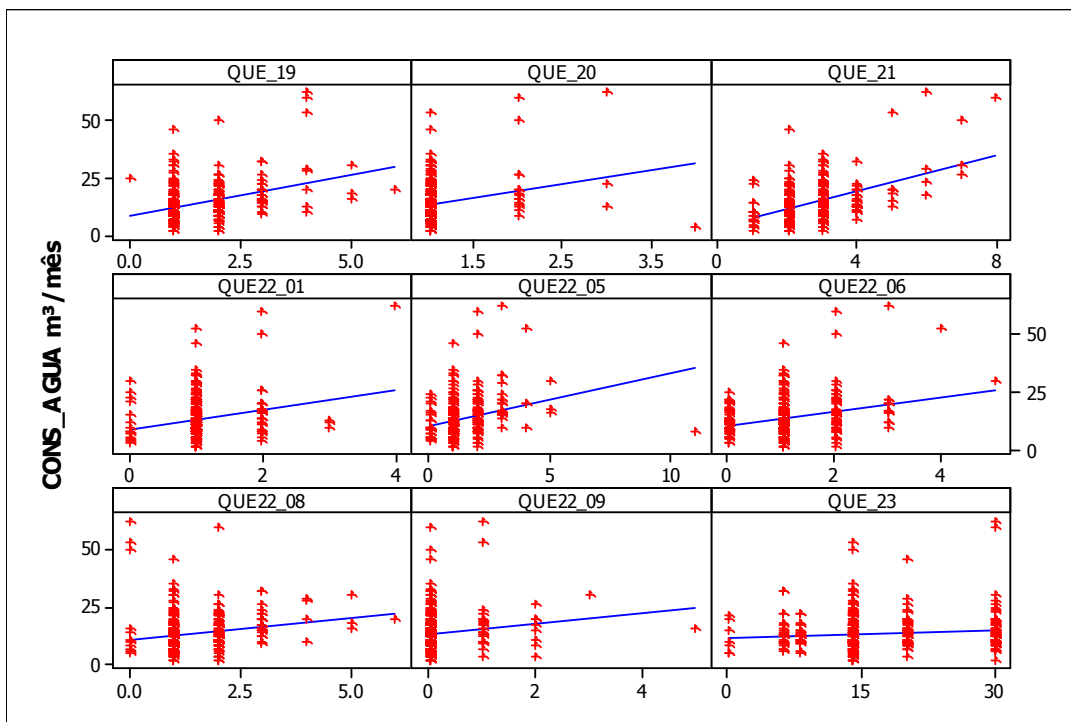 QUE_19 QUE_20 QUE_21
50
25
0
0.0 2.5 5.0 1.5 2.5 3.5 0 4 8
QUE22_01 QUE22_05 QUE22_06
CONS_AGUA m³/mês
50
25
0
0 2 4 0 5 10 0 2 4
QUE22_08 QUE22_09 QUE_23
50
25
0
0.0 2.5 5.0 0 2 4 0 15 30